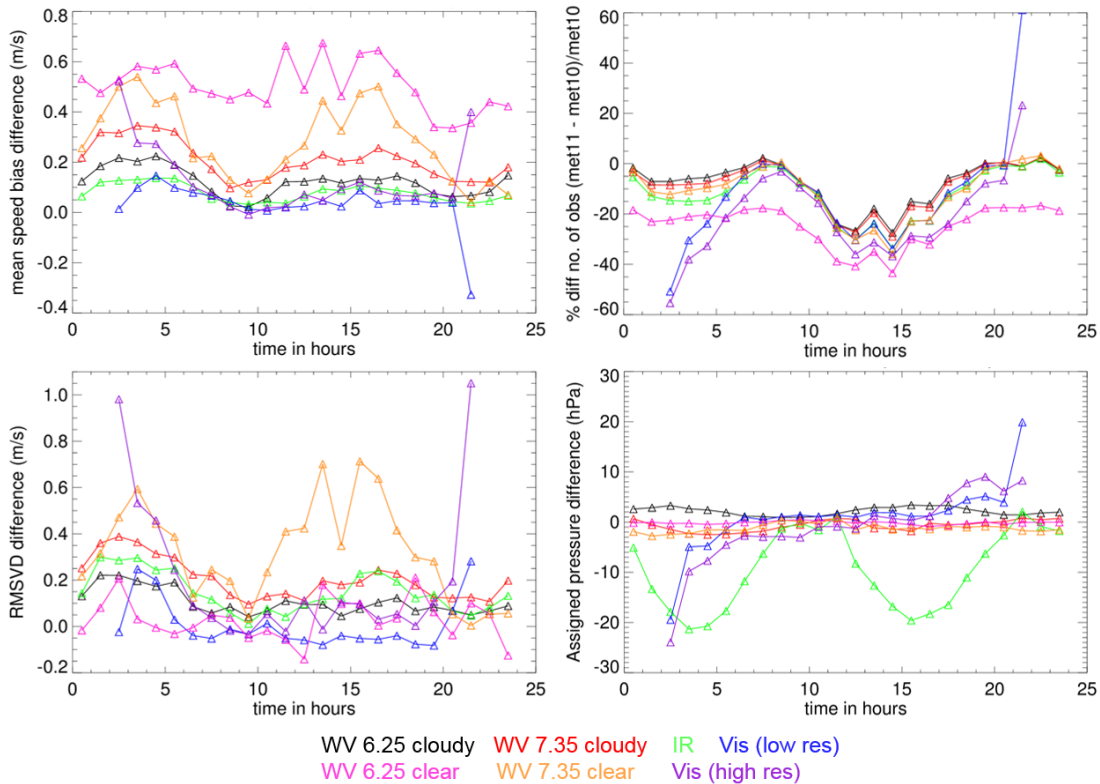 0.8
0.6
0.4
0.2
0.0
-0.2
-0.4
mean speed bias difference (m/s)
0 5 10 15 20 25
time in hours
60
40
20
0
-20
-40
-60
% diff no. of obs (met11 - met10)/met10
0 5 10 15 20 25
time in hours
1.0
0.8
0.6
0.4
0.2
0.0
-0.2
RMSVD difference (m/s)
0 5 10 15 20 25
time in hours
30
20
10
0
-10
-20
-30
Assigned pressure difference (hPa)
0 5 10 15 20 25
time in hours
WV 6.25 cloudy WV 7.35 cloudy IR Vis (low res)
WV 6.25 clear WV 7.35 clear Vis (high res)